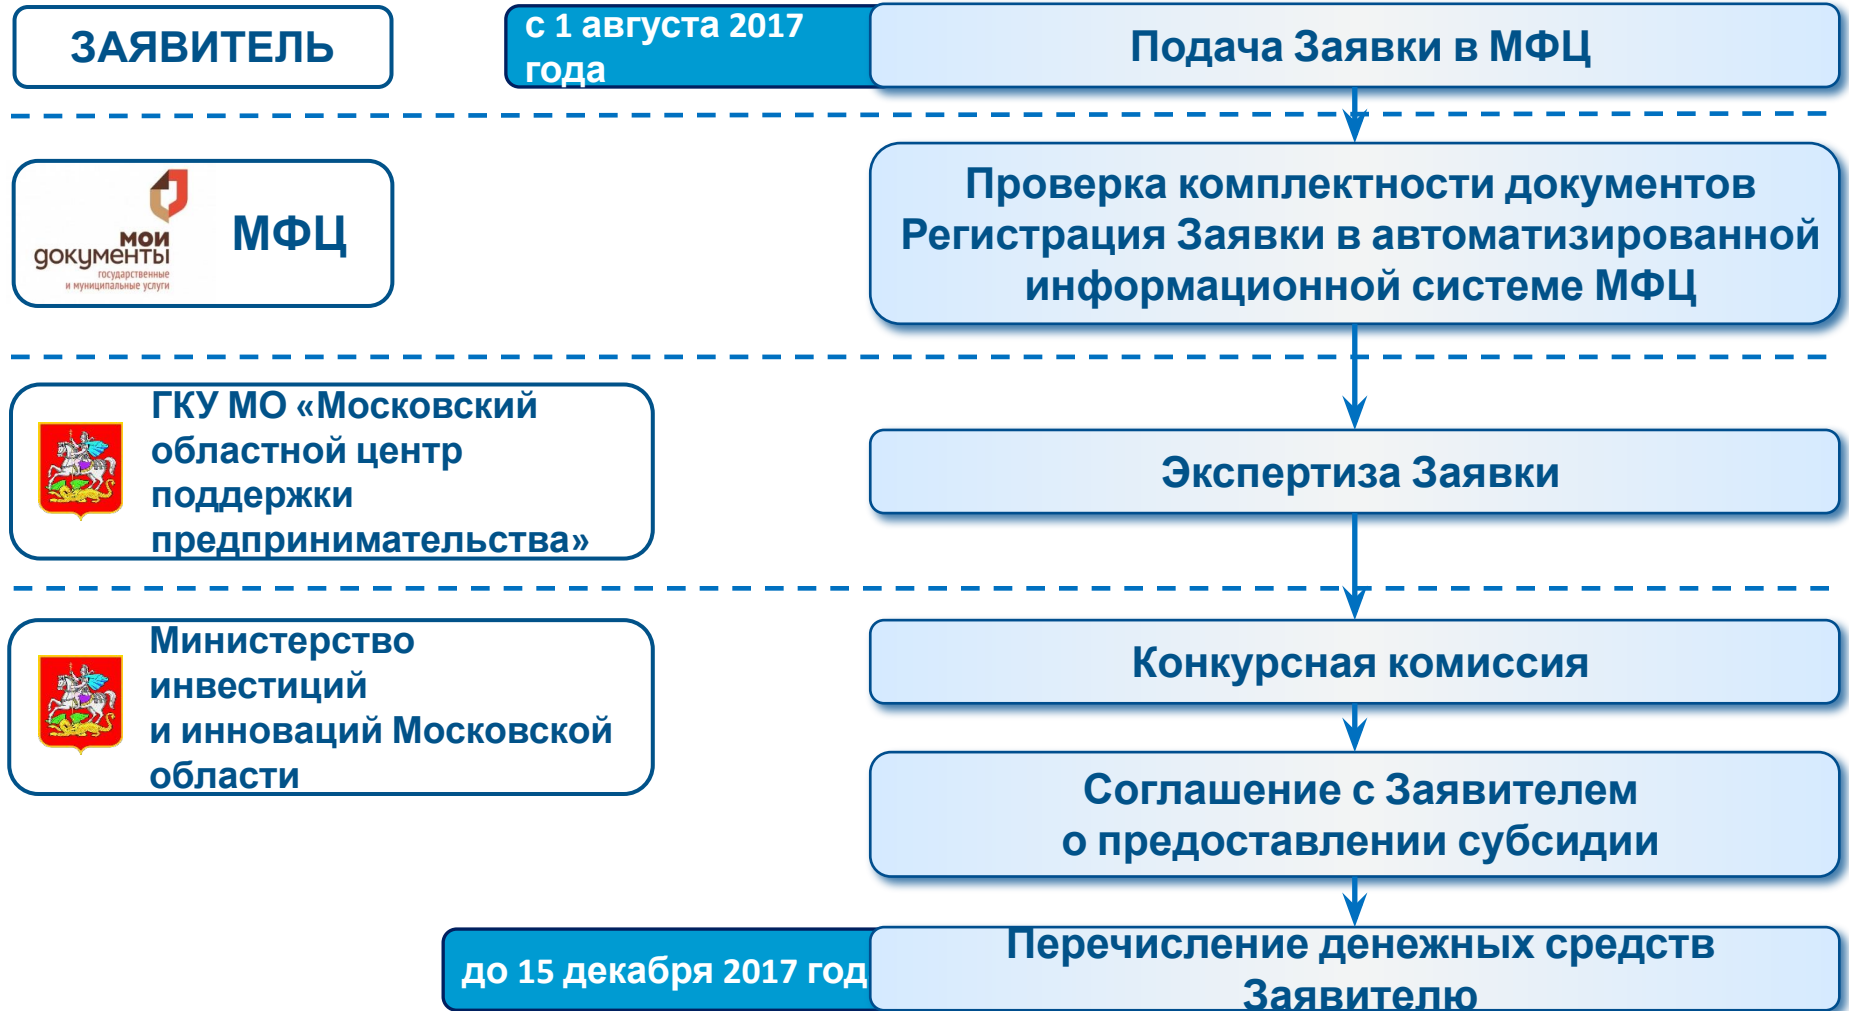 ЗАЯВИТЕЛЬ
с 1 августа 2017
года
Подача Заявки в МФЦ
мои
документы
государственные
и муниципальные услуги
МФЦ
Проверка комплектности документов
Регистрация Заявки в автоматизированной
информационной системе МФЦ
ГКУ МО «Московский
областной центр
поддержки
предпринимательства»
Экспертиза Заявки
Министерство
инвестиций
и инноваций Московской
области
Конкурсная комиссия
Соглашение с Заявителем
о предоставлении субсидии
до 15 декабря 2017 год
Перечисление денежных средств
Заявителю